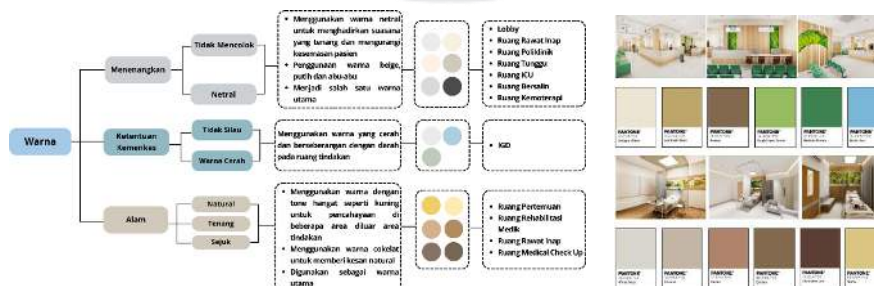 Warna
Menenangkan
Tidak Mencolok
Netral
• Menggunakan warna netral
untuk menghadirkan suasana
yang tenang dan mengurangi
kecemasan pasien
• Penggunaan warna beige,
putih dan abu-abu
• Menjadi salah satu warna
utama
• Lobby
• Ruang Rawat Inap
• Ruang Poliklinik
• Ruang Tunggu
• Ruang ICU
• Ruang Bersalin
• Ruang Kemoterapi
Ketentuan
Kemenkes
Tidak Silau
Warna Cerah
Menggunakan warna yang cerah
dan berseberangan dengan darah
pada ruang tindakan
• IGD
Alam
Natural
Tenang
Sejuk
• Menggunakan warna dengan
tone hangat seperti kuning
untuk pencahayaan di
beberapa area diluar area
tindakan
• Menggunakan warna cokelat
untuk memberi kesan natural
• Digunakan sebagai warna
utama
• Ruang Pertemuan
• Ruang Rehabilitasi
Medik
• Ruang Rawat Inap
• Ruang Medical Check Up
PANTONE
PANTONE
PANTONE
PANTONE
PANTONE
PANTONE
PANTONE
PANTONE
PANTONE
PANTONE
PANTONE
PANTONE